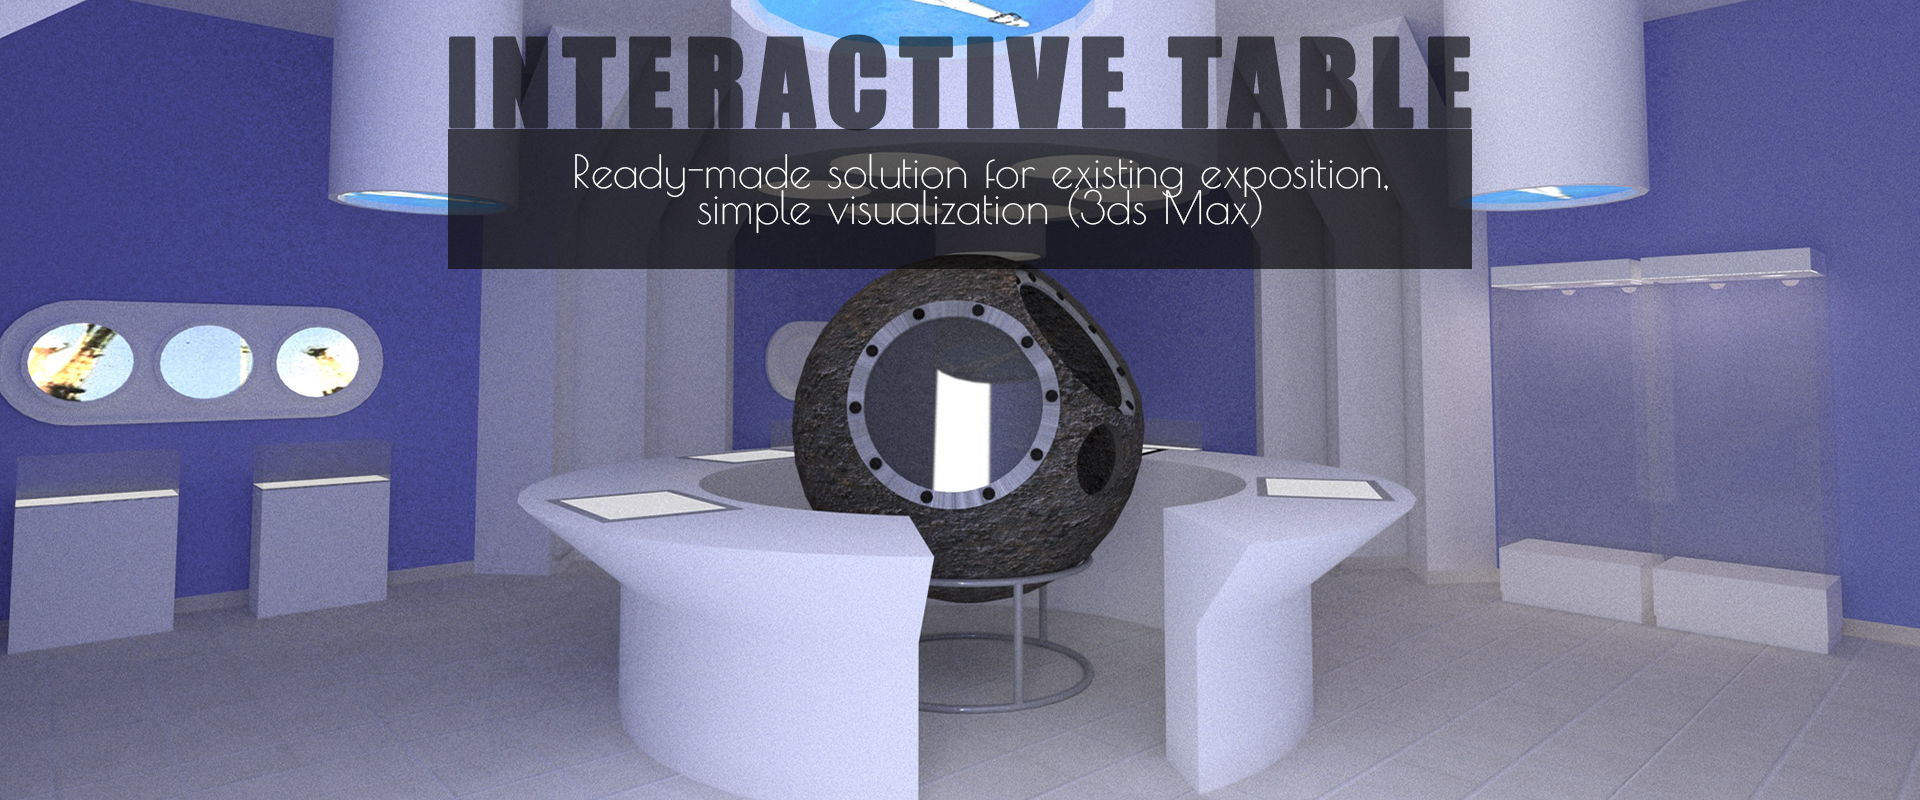 INTERACTIVE TABLE
Ready-made solution for existing exposition,
simple visualization (3ds Max)